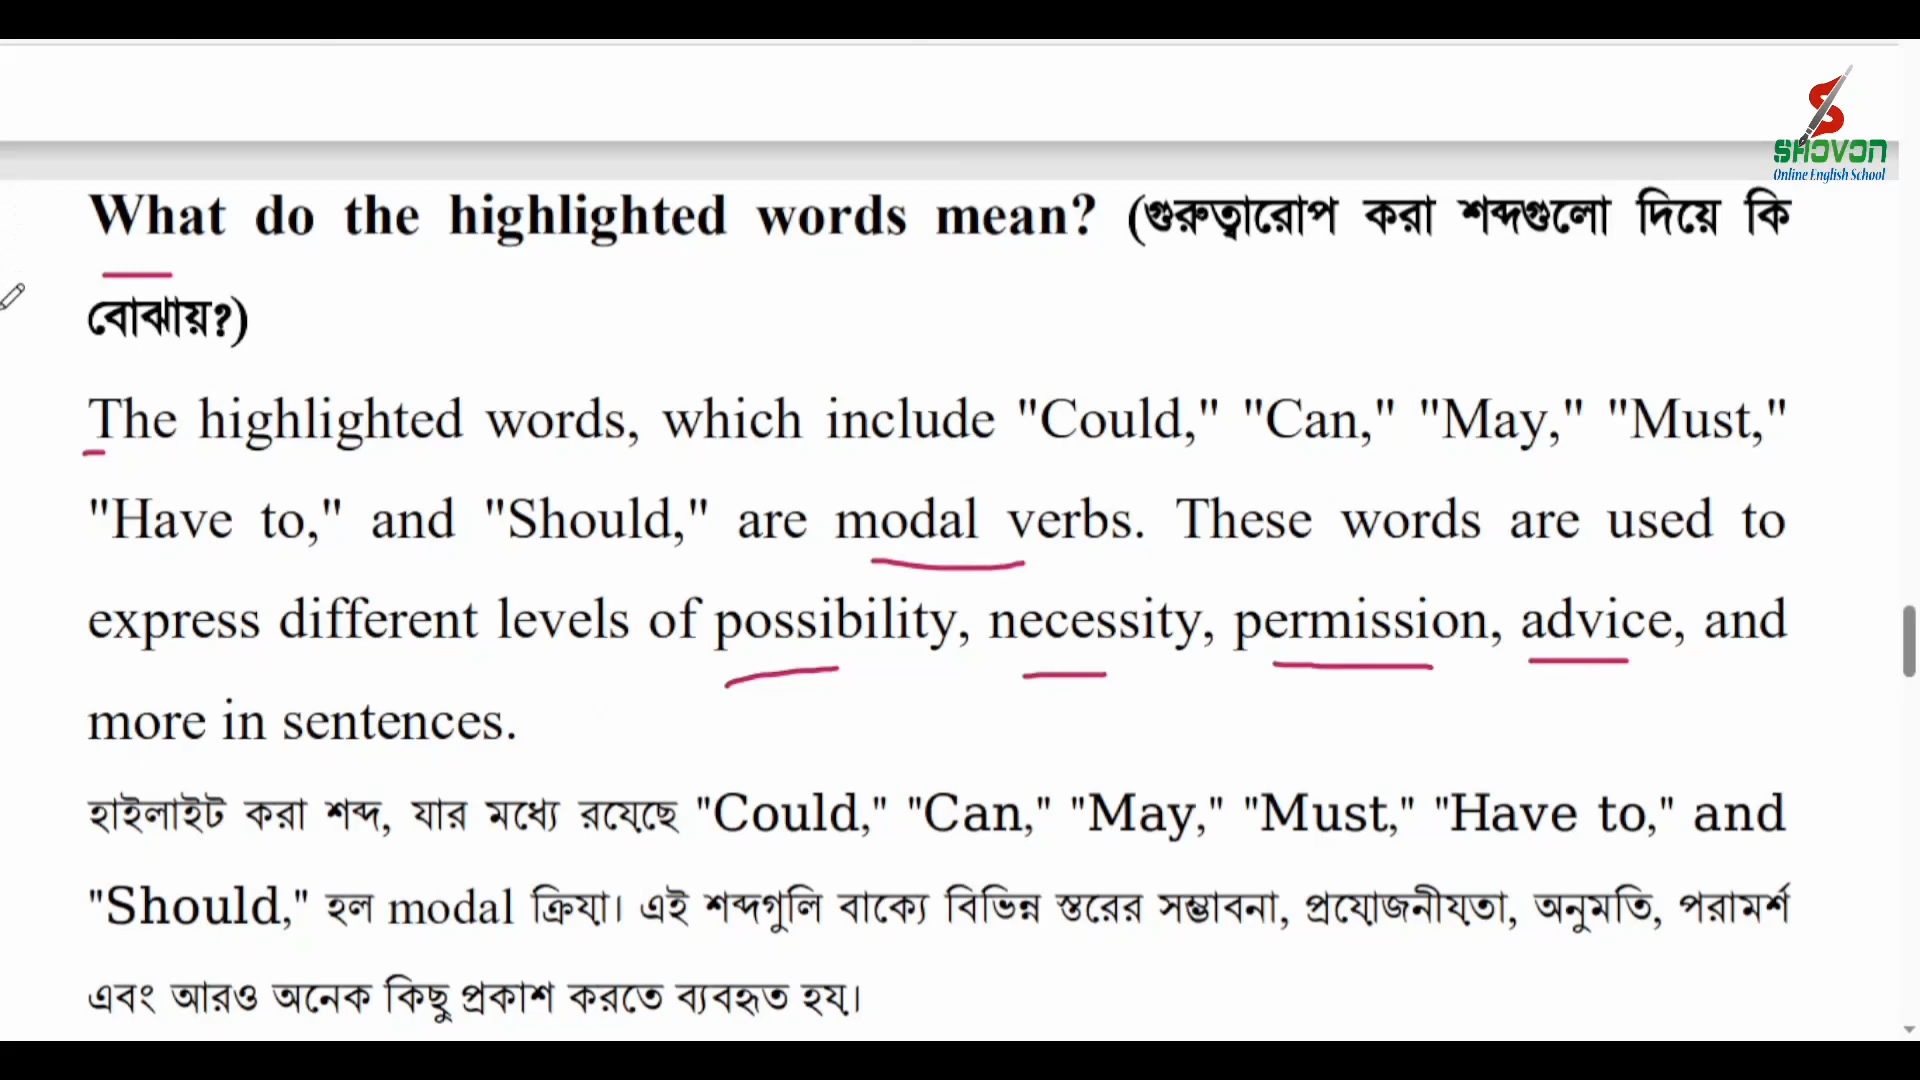 SHOVON
Online English School
What do the highlighted words mean? (গুরুত্বারোপ করা শব্দগুলো দিয়ে কি
বোঝায়?)
The highlighted words, which include "Could," "Can," "May," "Must,"
"Have to," and "Should," are modal verbs. These words are used to
express different levels of possibility, necessity, permission, advice, and
more in sentences.
হাইলাইট করা শব্দ, যার মধ্যে রয়েছে "Could," "Can," "May," "Must," "Have to," and
"Should," হল modal ক্রিয়া। এই শব্দগুলি বাক্যে বিভিন্ন স্তরের সম্ভাবনা, প্রয়োজনীয়তা, অনুমতি, পরামর্শ
এবং আরও অনেক কিছু প্রকাশ করতে ব্যবহৃত হয়।